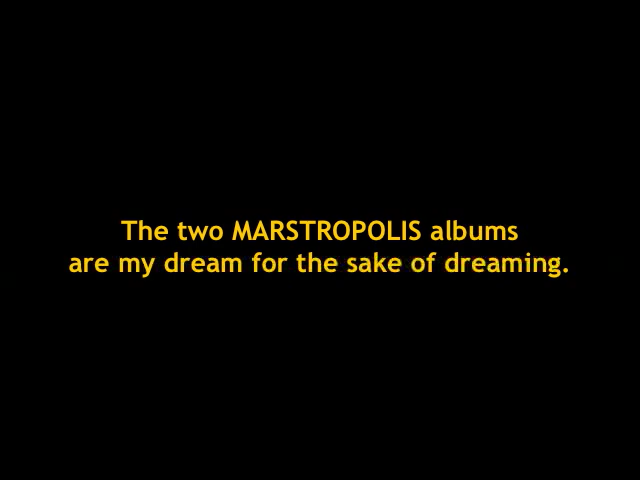 The two MARSTROPOLIS albums
are my dream for the sake of dreaming.